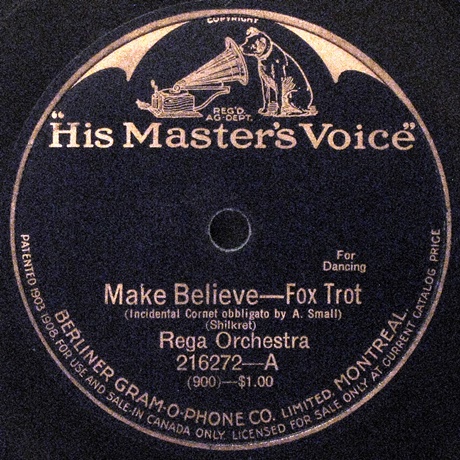 COPYRIGHT
REG'D.
AG-DEPT.
"His Master's Voice"
For
Dancing
Make Believe—Fox Trot
(Incidental Cornet obbligato by A. Small)
(Shilkret)
Rega Orchestra
216272—A
(900)—$1.00
PATENTED 1903 1908. FOR USE AND SALE IN CANADA ONLY. LICENSED FOR SALE ONLY AT CURRENT CATALOG PRICE
BERLINER GRAM-O-PHONE CO. LIMITED, MONTREAL.